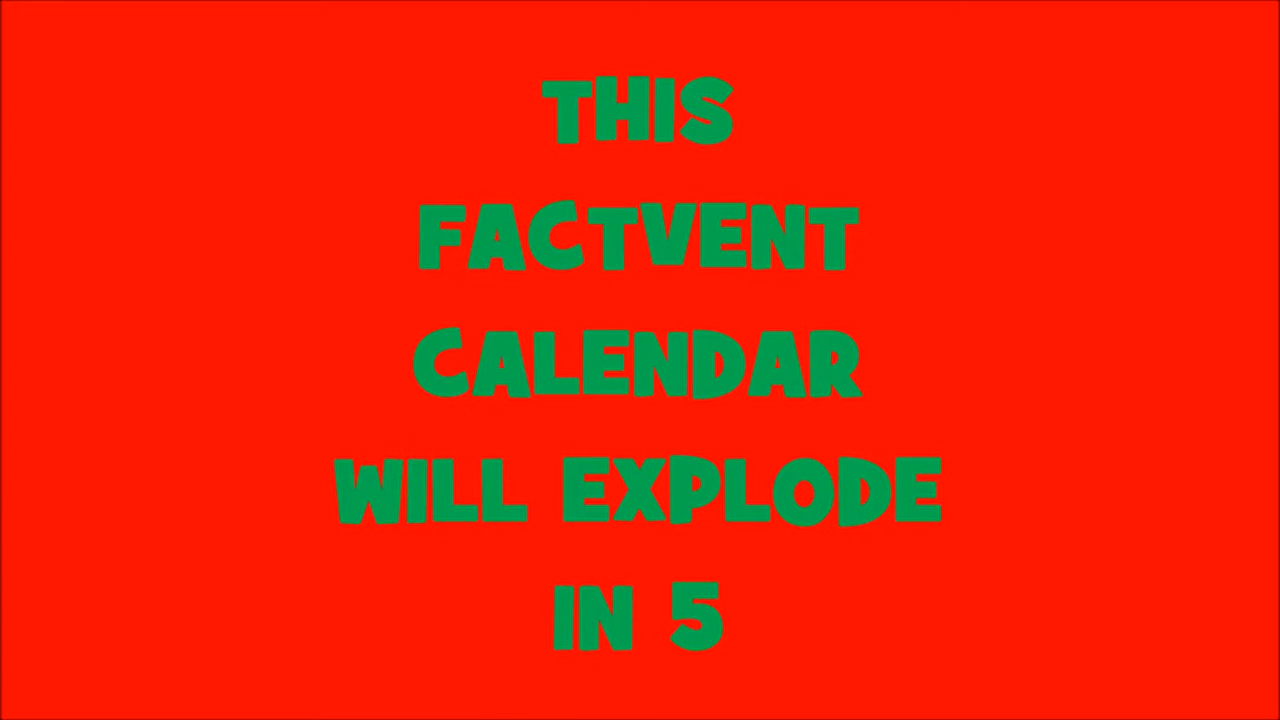 THIS
FACTVENT
CALENDAR
WILL EXPLODE
IN 5